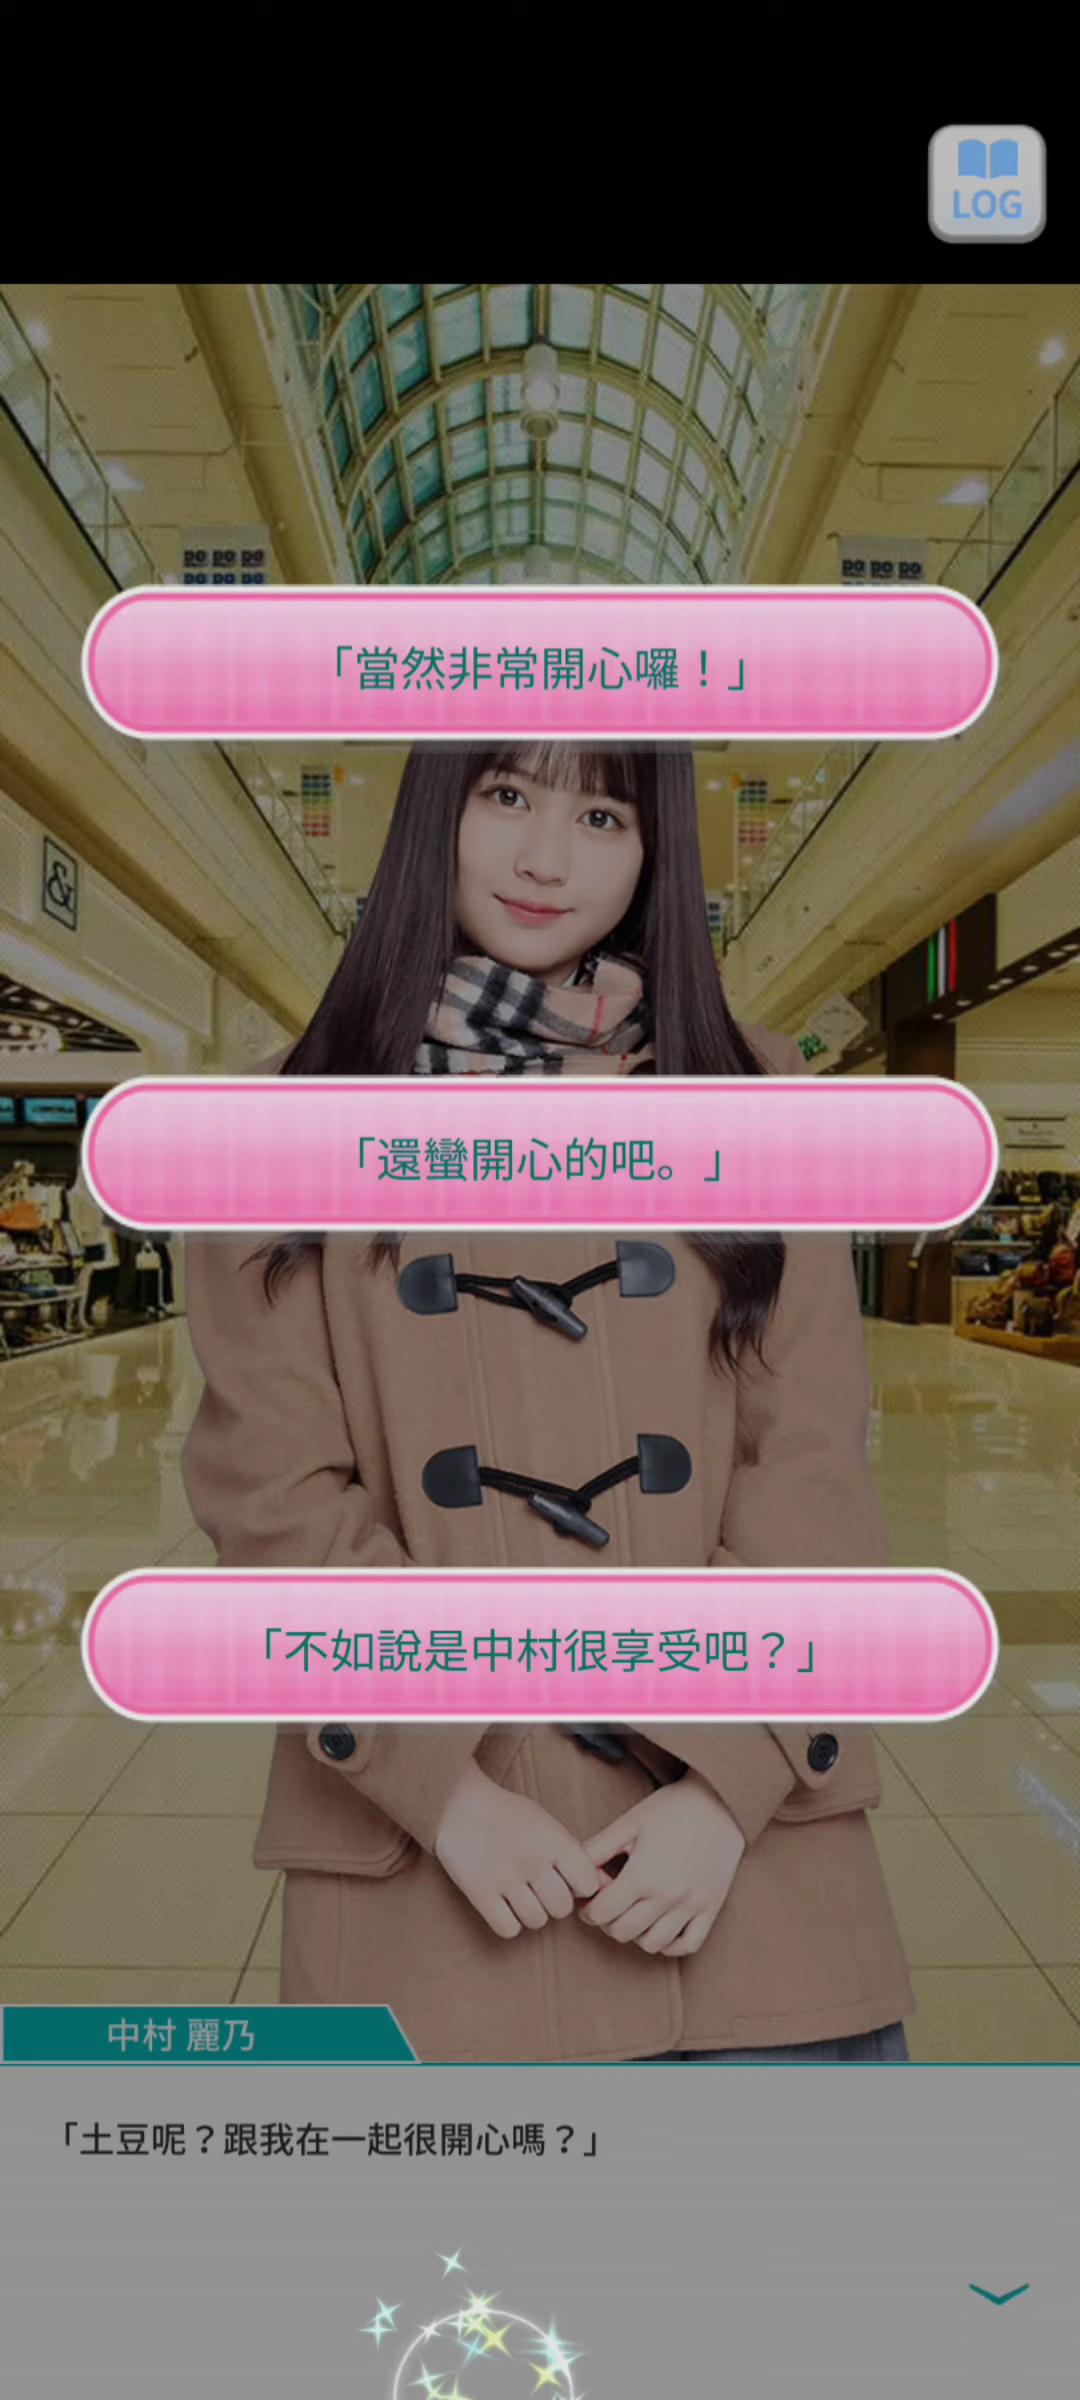 LOG
「當然非常開心囉！」
&
「還蠻開心的吧。」
「不如說是中村很享受吧？」
中村 麗乃
「土豆呢？跟我在一起很開心嗎？」